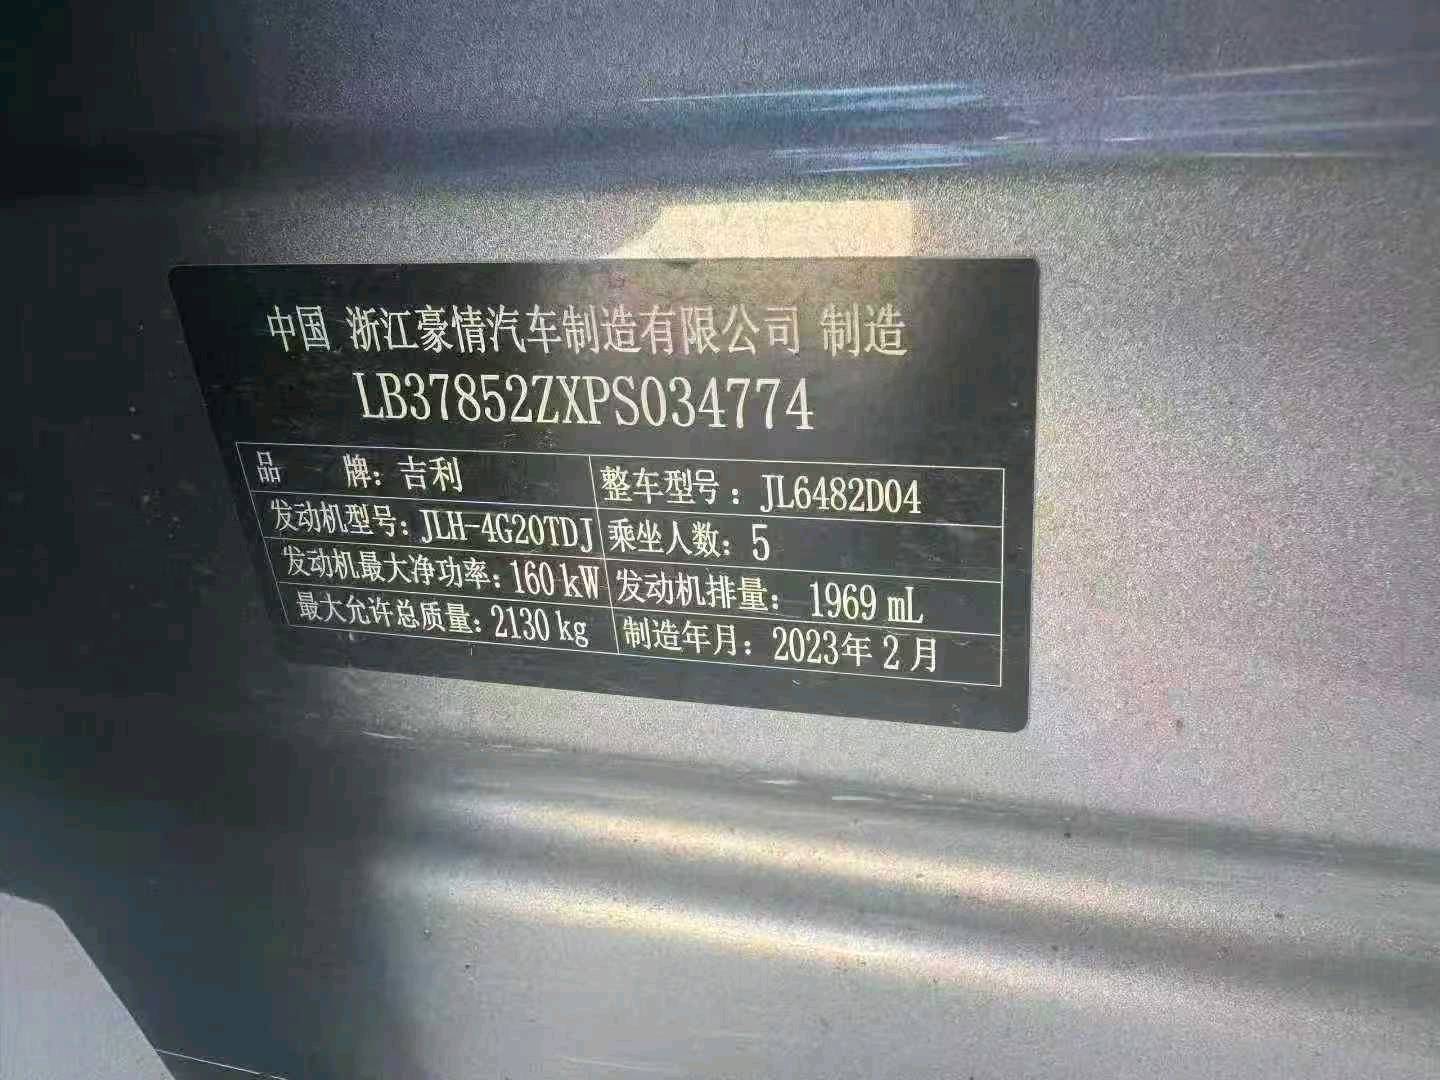 中国 浙江豪情汽车制造有限公司 制造
LB37852ZXPS034774
品 牌：吉利 整车型号：JL6482D04
发动机型号：JLH-4G20TDJ 乘坐人数：5
发动机最大净功率：160 kW 发动机排量：1969 mL
最大允许总质量：2130 kg 制造年月：2023年2月